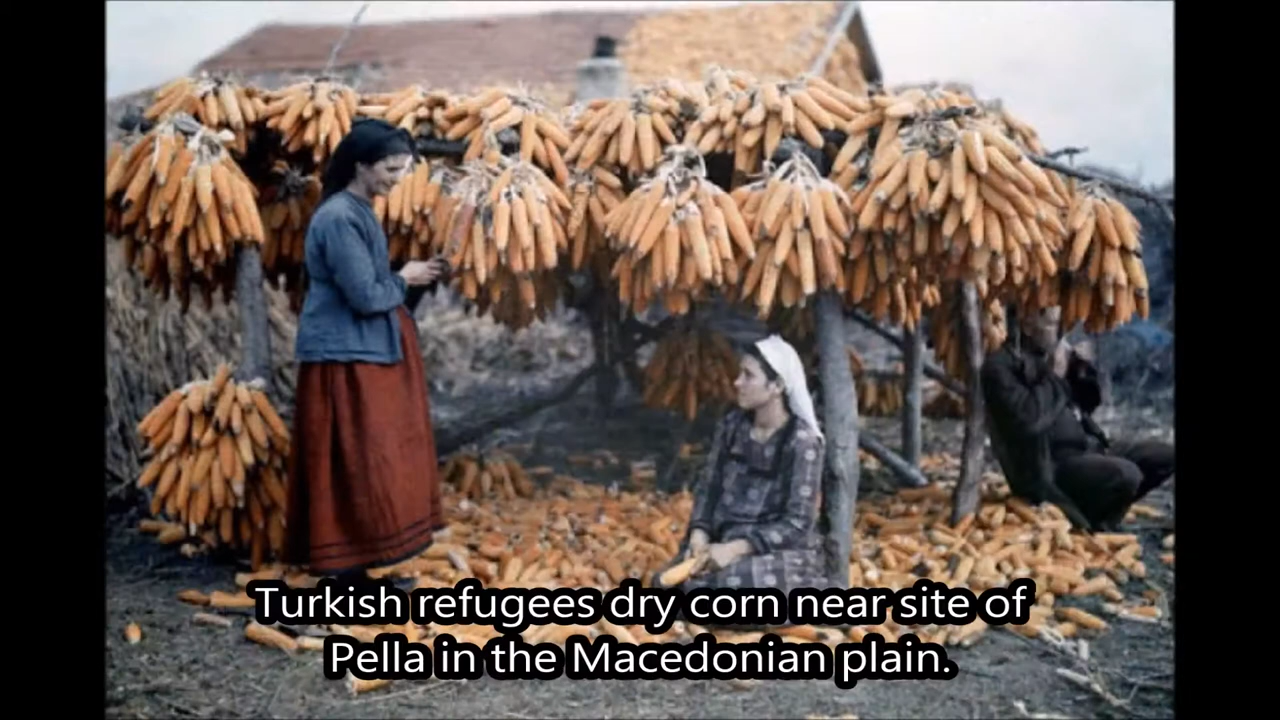 Turkish refugees dry corn near site of
Pella in the Macedonian plain.